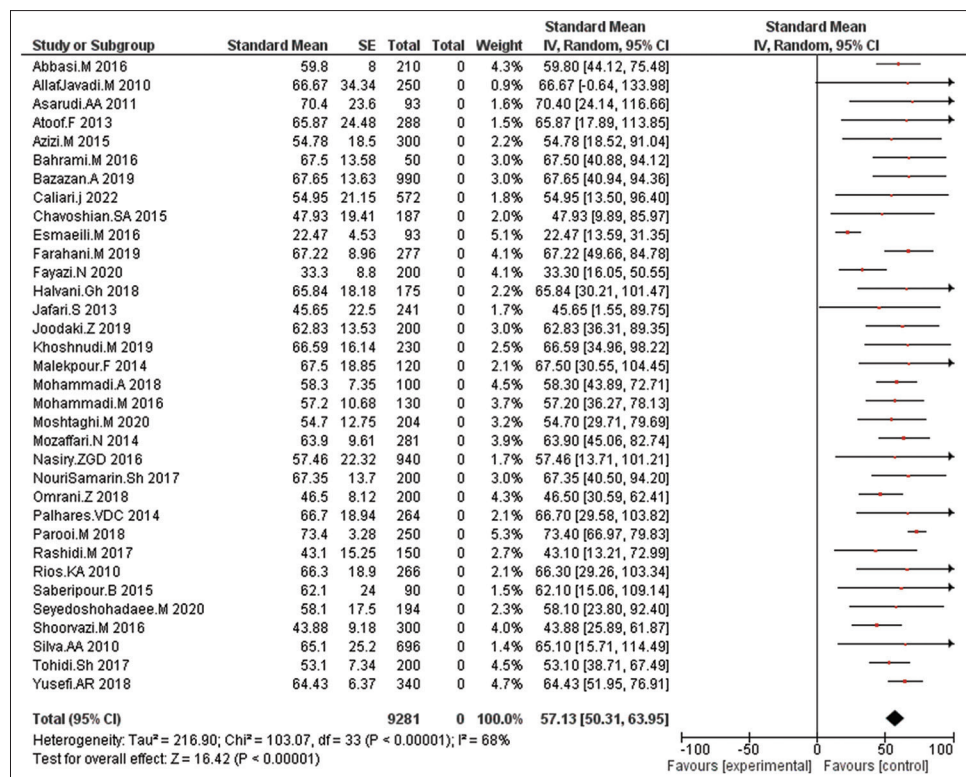 Standard Mean Standard Mean
Study or Subgroup Standard Mean SE Total Total Weight IV, Random, 95% CI IV, Random, 95% CI
Abbasi.M 2016 59.8 8 210 0 4.3% 59.80 [44.12, 75.48]
AllafJavadi.M 2010 66.67 34.34 250 0 0.9% 66.67 [-0.64, 133.98]
Asarudi.AA 2011 70.4 23.6 93 0 1.6% 70.40 [24.14, 116.66]
Atoof.F 2013 65.87 24.48 288 0 1.5% 65.87 [17.89, 113.85]
Azizi.M 2015 54.78 18.5 300 0 2.2% 54.78 [18.52, 91.04]
Bahrami.M 2016 67.5 13.58 50 0 3.0% 67.50 [40.88, 94.12]
Bazazan.A 2019 67.65 13.63 990 0 3.0% 67.65 [40.94, 94.36]
Caliari.j 2022 54.95 21.15 572 0 1.8% 54.95 [13.50, 96.40]
Chavoshian.SA 2015 47.93 19.41 187 0 2.0% 47.93 [9.89, 85.97]
Esmaeili.M 2016 22.47 4.53 93 0 5.1% 22.47 [13.59, 31.35]
Farahani.M 2019 67.22 8.96 277 0 4.1% 67.22 [49.66, 84.78]
Fayazi.N 2020 33.3 8.8 200 0 4.1% 33.30 [16.05, 50.55]
Halvani.Gh 2018 65.84 18.18 175 0 2.2% 65.84 [30.21, 101.47]
Jafari.S 2013 45.65 22.5 241 0 1.7% 45.65 [1.55, 89.75]
Joodaki.Z 2019 62.83 13.53 200 0 3.0% 62.83 [36.31, 89.35]
Khoshnudi.M 2019 66.59 16.14 230 0 2.5% 66.59 [34.96, 98.22]
Malekpour.F 2014 67.5 18.85 120 0 2.1% 67.50 [30.55, 104.45]
Mohammadi.A 2018 58.3 7.35 100 0 4.5% 58.30 [43.89, 72.71]
Mohammadi.M 2016 57.2 10.68 130 0 3.7% 57.20 [36.27, 78.13]
Moshtaghi.M 2020 54.7 12.75 204 0 3.2% 54.70 [29.71, 79.69]
Mozaffari.N 2014 63.9 9.61 281 0 3.9% 63.90 [45.06, 82.74]
Nasiry.ZGD 2016 57.46 22.32 940 0 1.7% 57.46 [13.71, 101.21]
NouriSamarin.Sh 2017 67.35 13.7 200 0 3.0% 67.35 [40.50, 94.20]
Omrani.Z 2018 46.5 8.12 200 0 4.3% 46.50 [30.59, 62.41]
Palhares.VDC 2014 66.7 18.94 264 0 2.1% 66.70 [29.58, 103.82]
Parooi.M 2018 73.4 3.28 250 0 5.3% 73.40 [66.97, 79.83]
Rashidi.M 2017 43.1 15.25 150 0 2.7% 43.10 [13.21, 72.99]
Rios.KA 2010 66.3 18.9 266 0 2.1% 66.30 [29.26, 103.34]
Saberipour.B 2015 62.1 24 90 0 1.5% 62.10 [15.06, 109.14]
Seyedoshohadaee.M 2020 58.1 17.5 194 0 2.3% 58.10 [23.80, 92.40]
Shoorvazi.M 2016 43.88 9.18 300 0 4.0% 43.88 [25.89, 61.87]
Silva.AA 2010 65.1 25.2 696 0 1.4% 65.10 [15.71, 114.49]
Tohidi.Sh 2017 53.1 7.34 200 0 4.5% 53.10 [38.71, 67.49]
Yusefi.AR 2018 64.43 6.37 340 0 4.7% 64.43 [51.95, 76.91]
Total (95% CI) 9281 0 100.0% 57.13 [50.31, 63.95]
Heterogeneity: Tau² = 216.90; Chi² = 103.07, df = 33 (P < 0.00001); I² = 68%
Test for overall effect: Z = 16.42 (P < 0.00001)
-100 -50 0 50 100
Favours [experimental] Favours [control]